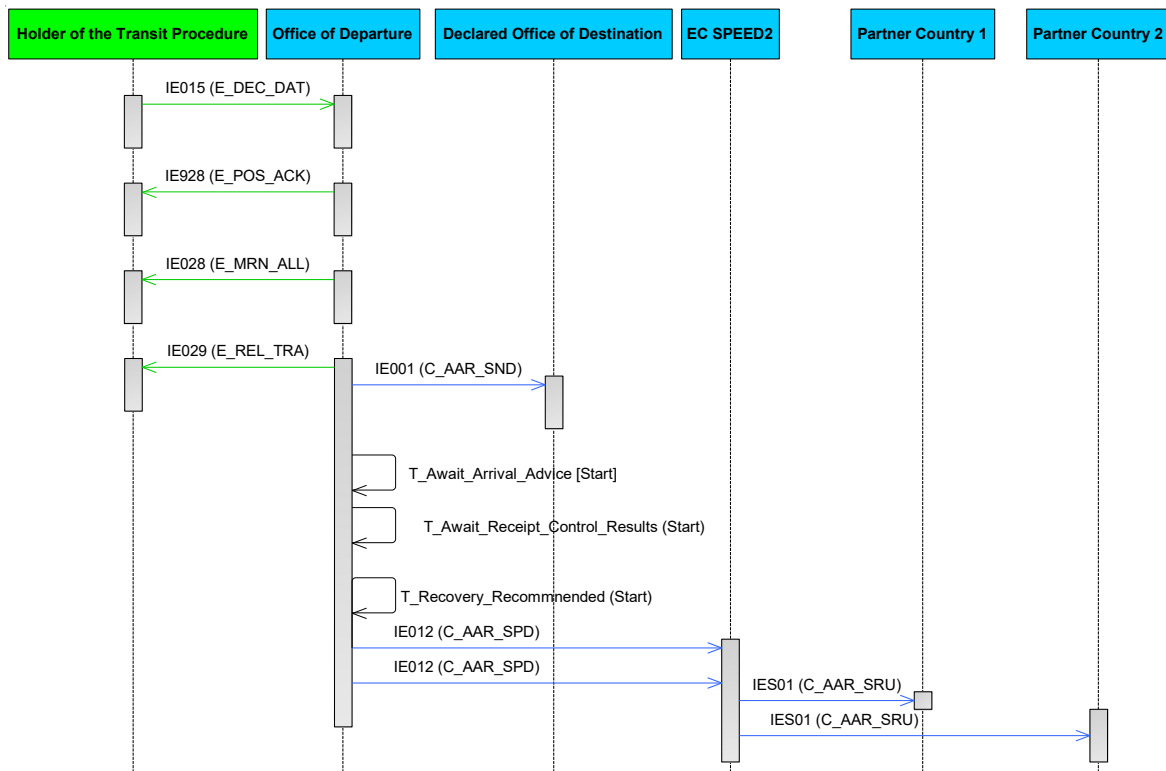 Holder of the Transit Procedure
Office of Departure
Declared Office of Destination
EC SPEED2
Partner Country 1
Partner Country 2
IE015 (E_DEC_DAT)
IE928 (E_POS_ACK)
IE028 (E_MRN_ALL)
IE029 (E_REL_TRA)
IE001 (C_AAR_SND)
T_Await_Arrival_Advice [Start]
T_Await_Receipt_Control_Results (Start)
T_Recovery_Recommnended (Start)
IE012 (C_AAR_SPD)
IE012 (C_AAR_SPD)
IES01 (C_AAR_SRU)
IES01 (C_AAR_SRU)